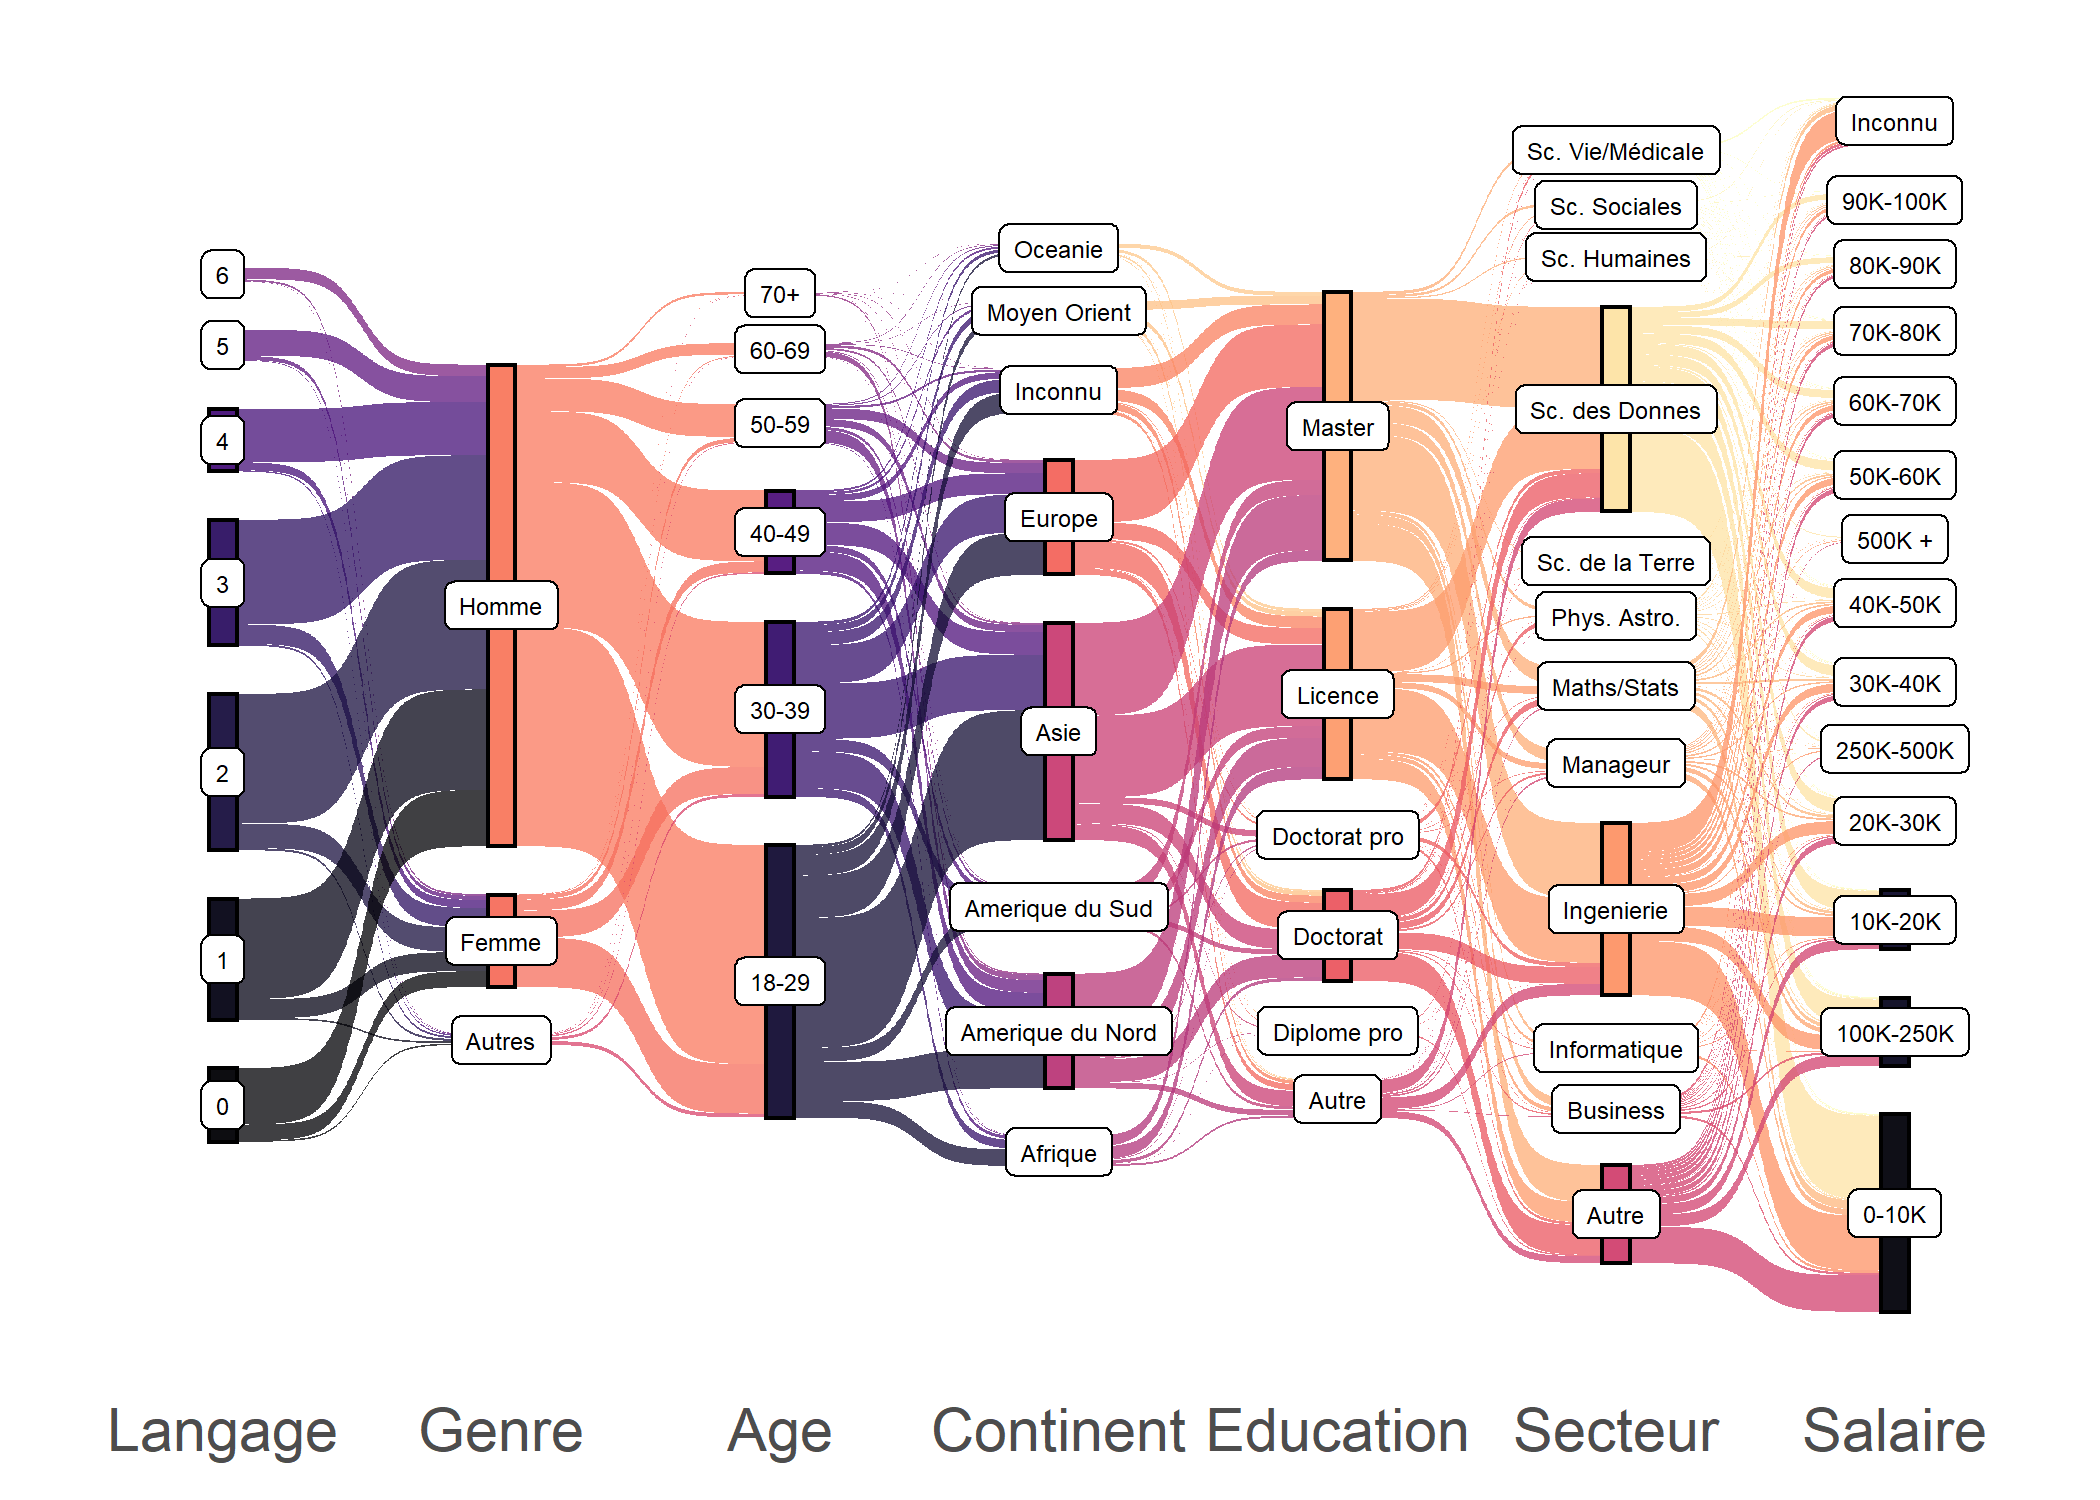 6
5
4
3
2
1
0
Homme
Femme
Autres
70+
60-69
50-59
40-49
30-39
18-29
Oceanie
Moyen Orient
Inconnu
Europe
Asie
Amerique du Sud
Amerique du Nord
Afrique
Master
Licence
Doctorat pro
Doctorat
Diplome pro
Autre
Sc. Vie/Médicale
Sc. Sociales
Sc. Humaines
Sc. des Donnes
Sc. de la Terre
Phys. Astro.
Maths/Stats
Manageur
Ingenierie
Informatique
Business
Autre
Inconnu
90K-100K
80K-90K
70K-80K
60K-70K
50K-60K
500K +
40K-50K
30K-40K
250K-500K
20K-30K
10K-20K
100K-250K
0-10K
Langage Genre Age Continent Education Secteur Salaire